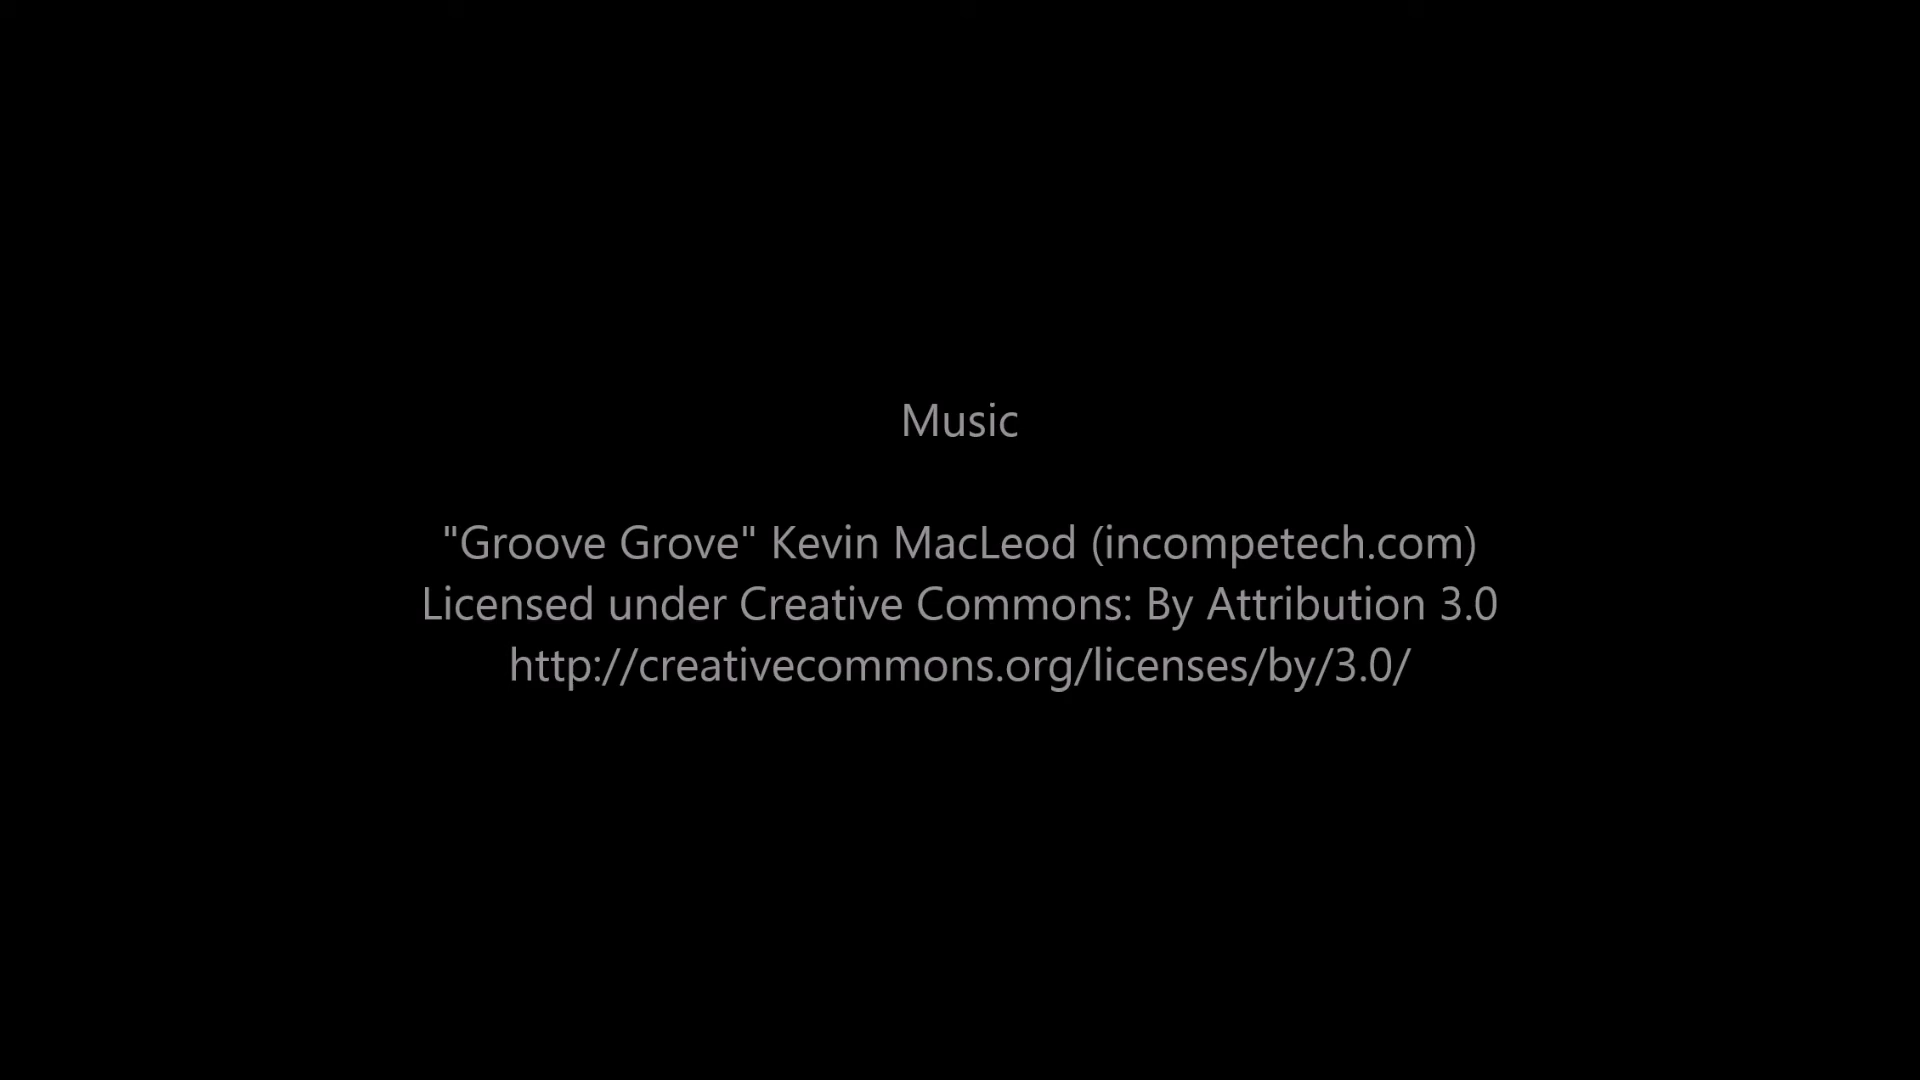 Music
"Groove Grove" Kevin MacLeod (incompetech.com)
Licensed under Creative Commons: By Attribution 3.0
http://creativecommons.org/licenses/by/3.0/